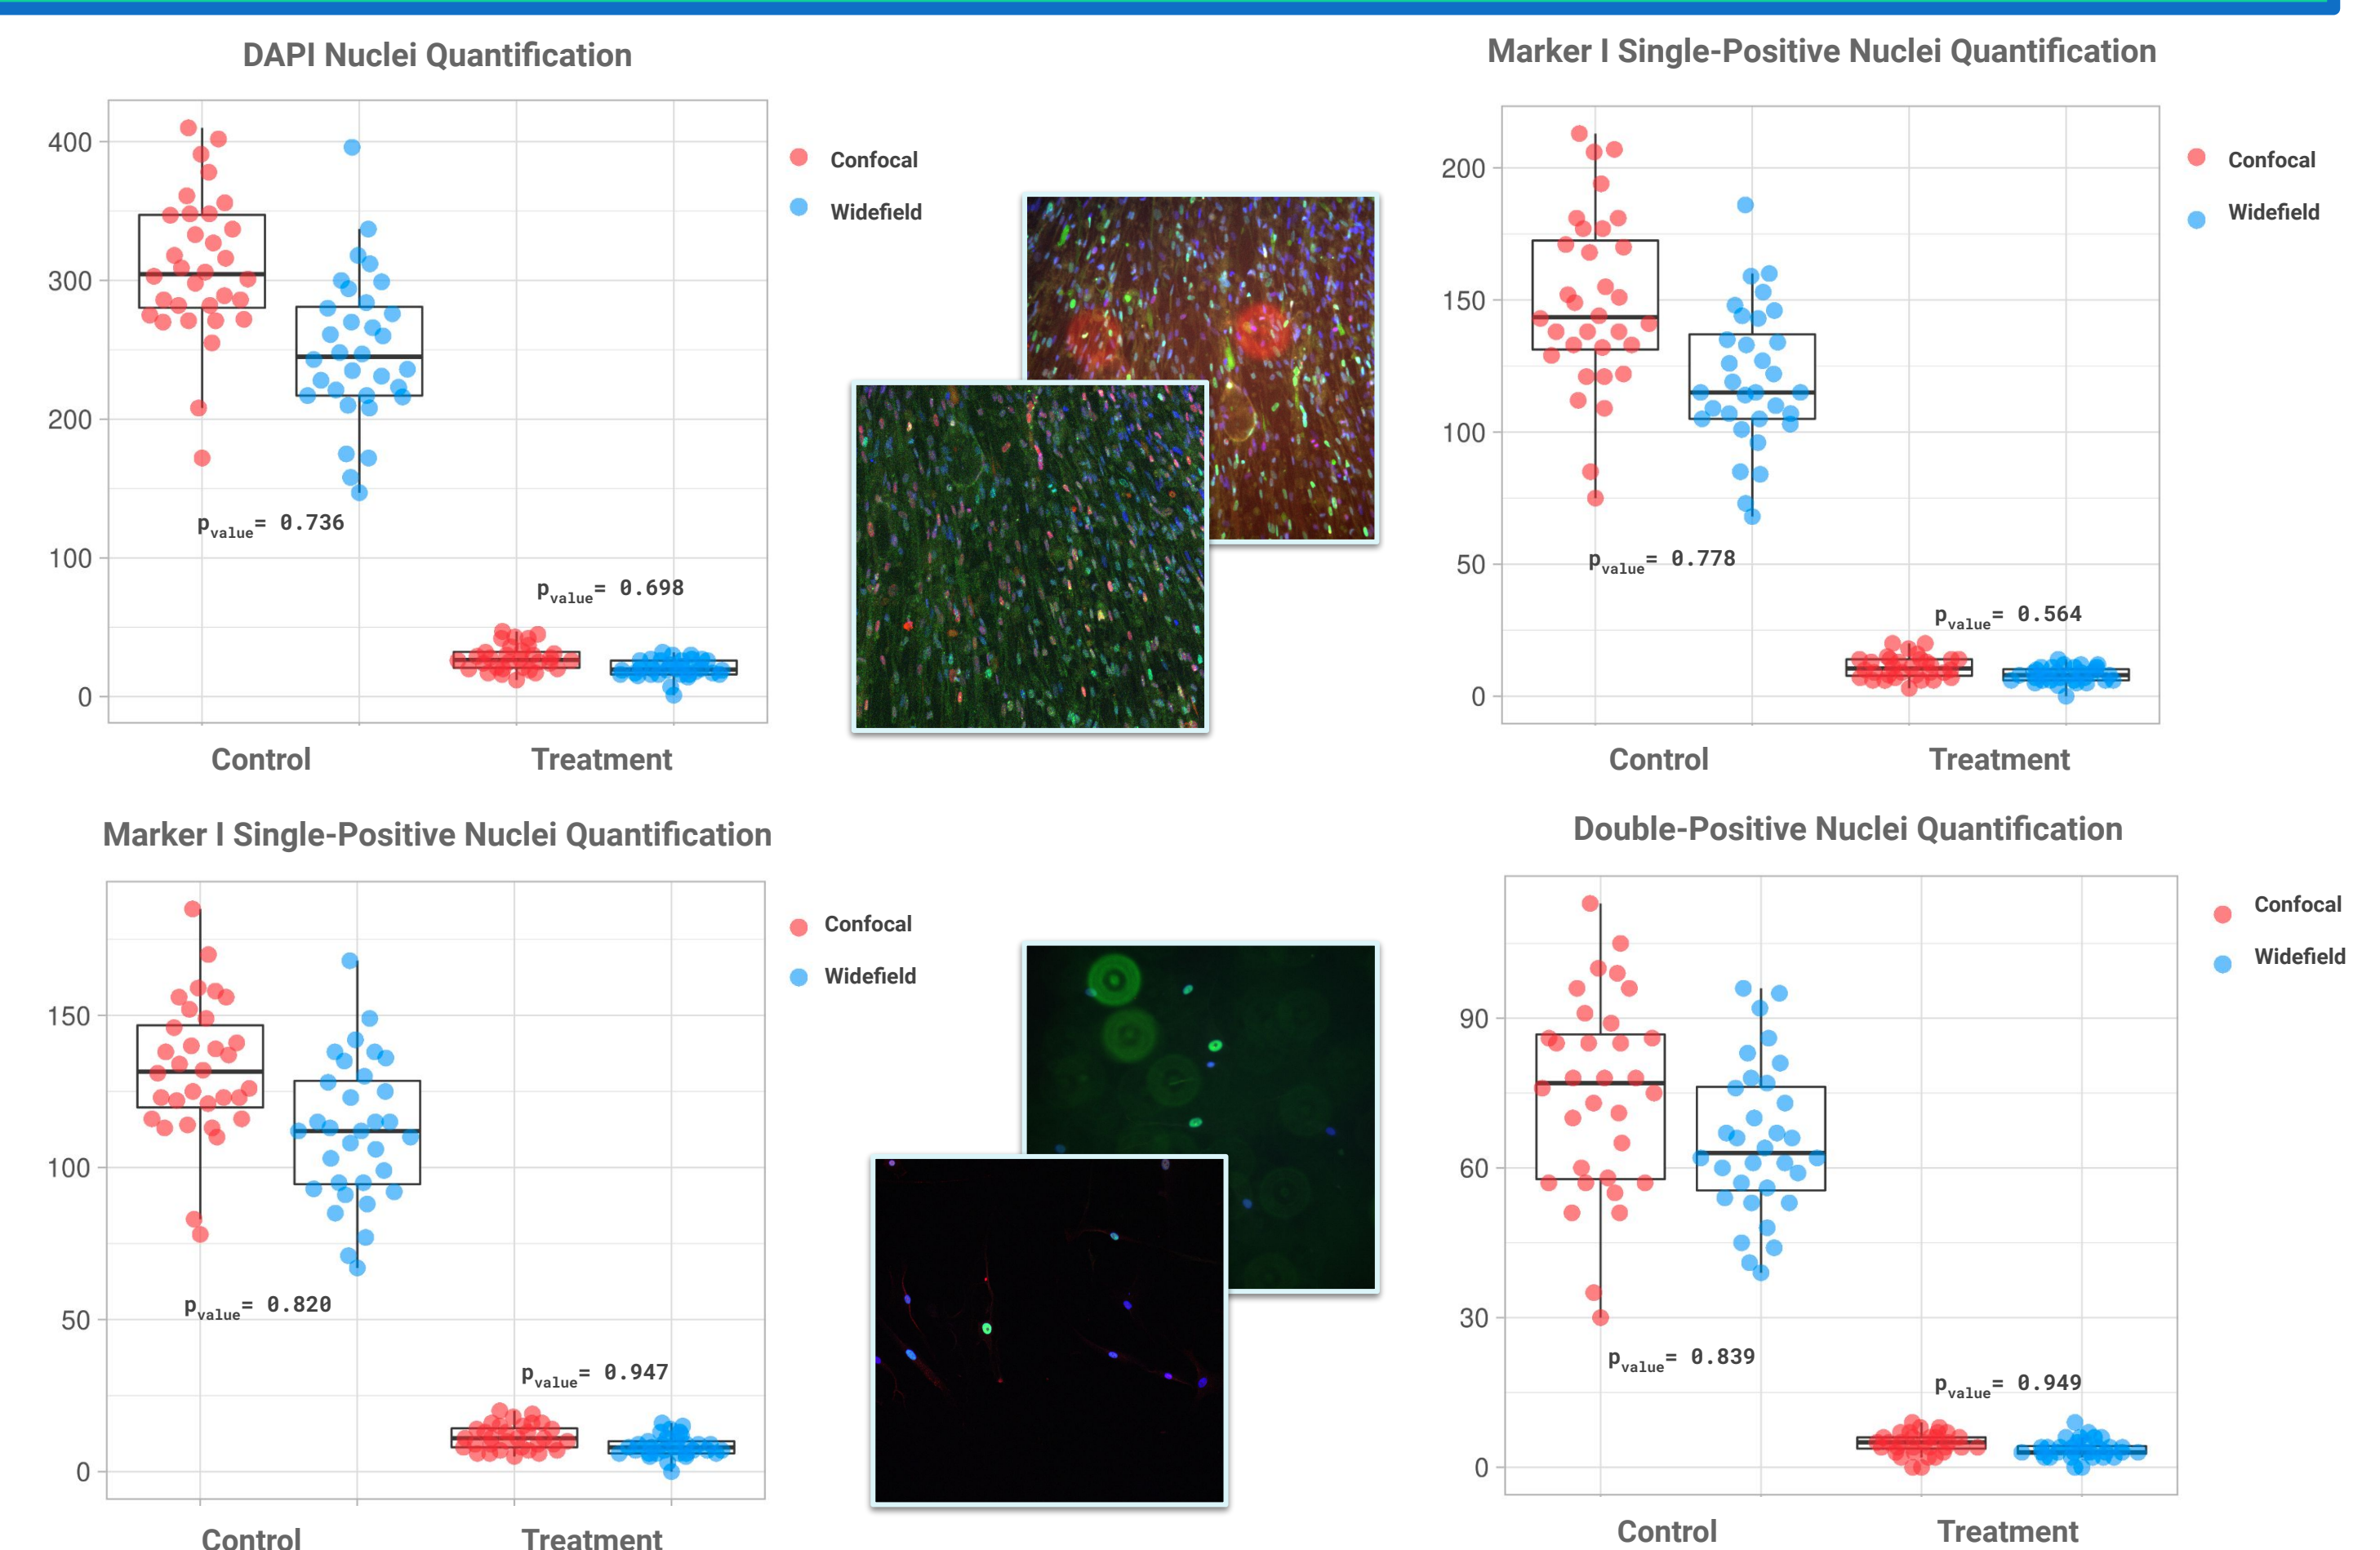 DAPI Nuclei Quantification
400
300
200
100
0
pvalue= 0.736
pvalue= 0.698
Control
Treatment
Confocal
Widefield
Marker I Single-Positive Nuclei Quantification
200
150
100
50
0
pvalue= 0.778
pvalue= 0.564
Control
Treatment
Confocal
Widefield
Marker I Single-Positive Nuclei Quantification
150
100
50
0
pvalue= 0.820
pvalue= 0.947
Control
Treatment
Confocal
Widefield
Double-Positive Nuclei Quantification
90
60
30
0
pvalue= 0.839
pvalue= 0.949
Control
Treatment
Confocal
Widefield